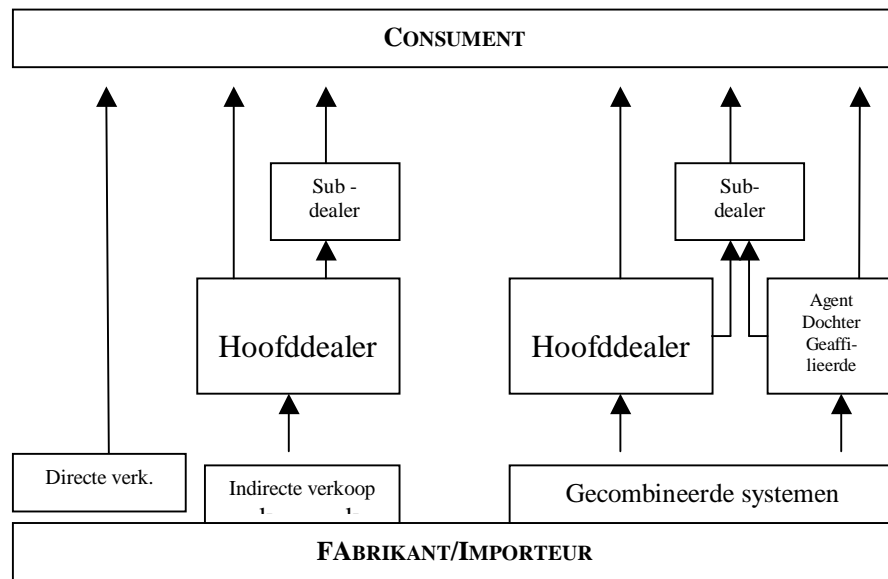 CONSUMENT
Sub -
dealer
Sub-
dealer
Hoofddealer
Hoofddealer
Agent
Dochter
Geaffi-
lieerde
Directe verk.
Indirecte verkoop
Gecombineerde systemen
FABRIKANT/IMPORTEUR